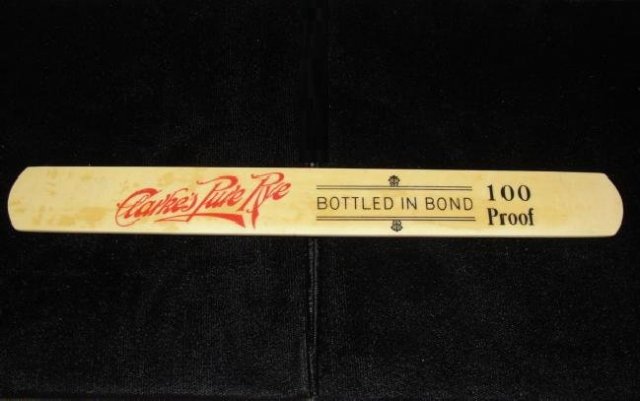 Clarke's Pure Rye
BOTTLED IN BOND
100
Proof